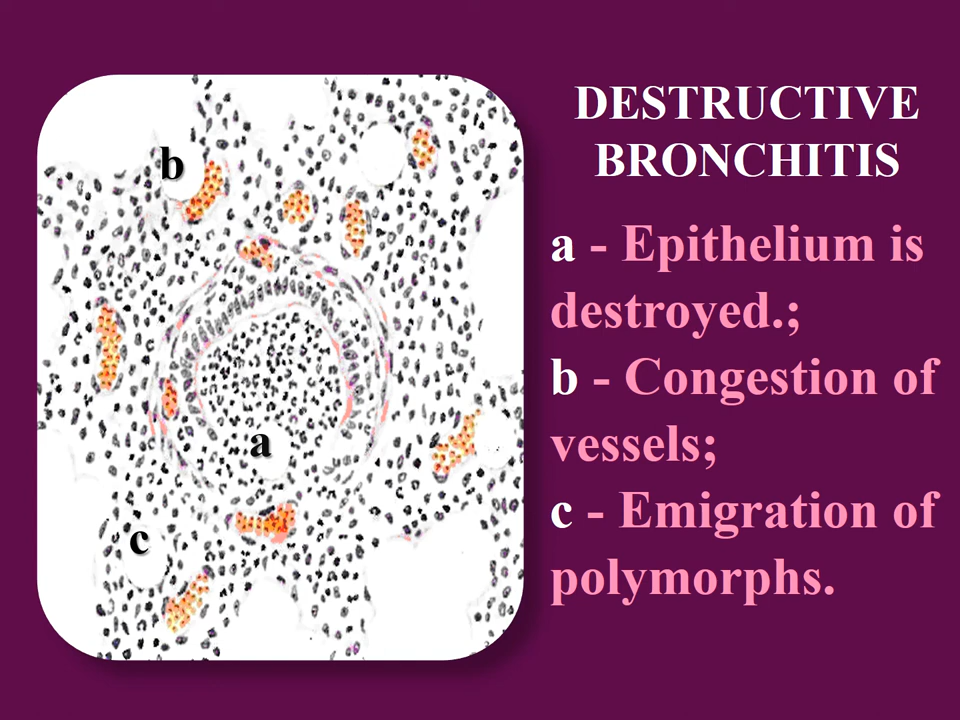 DESTRUCTIVE
BRONCHITIS
a - Epithelium is
destroyed.;
b - Congestion of
vessels;
c - Emigration of
polymorphs.
b
a
c